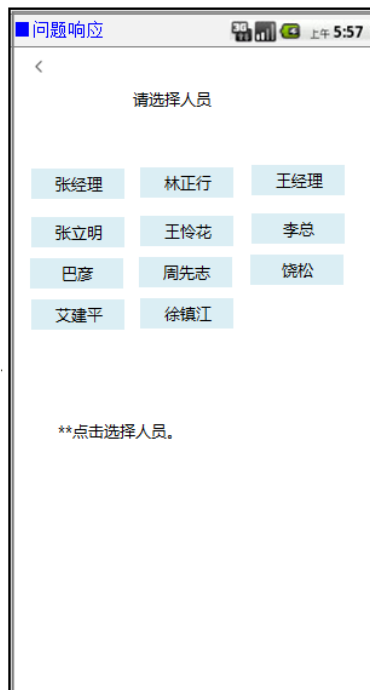 ■问题响应 3G 上午 5:57
<
请选择人员
张经理 林正行 王经理
张立明 王怜花 李总
巴彦 周先志 饶松
艾建平 徐镇江
**点击选择人员。